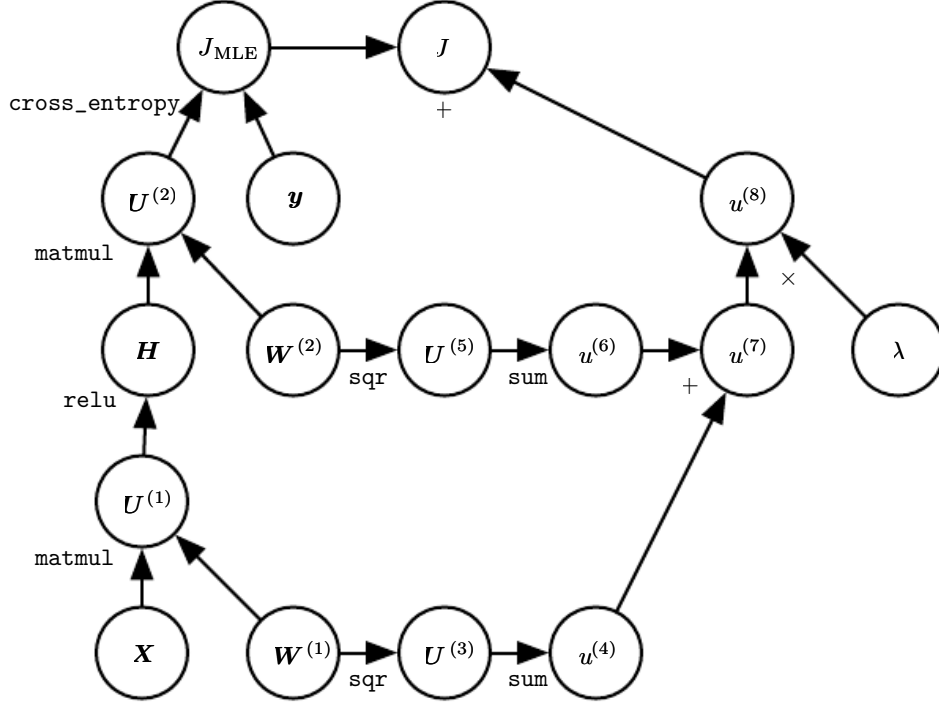 J_MLE J
cross_entropy +
U^(2) y u^(8)
matmul ×
H W^(2) U^(5) u^(6) u^(7) λ
relu sqr sum +
U^(1)
matmul
X W^(1) U^(3) u^(4)
sqr sum